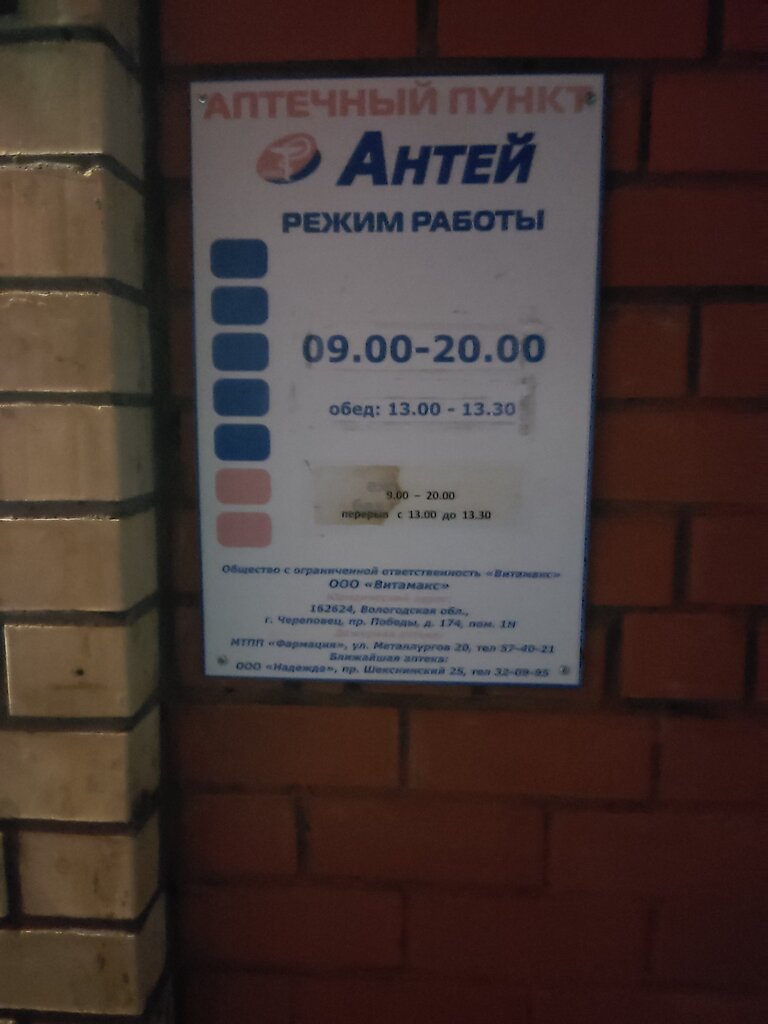 АПТЕЧНЫЙ ПУНКТ
АНТЕЙ
РЕЖИМ РАБОТЫ
09.00-20.00
обед: 13.00 - 13.30
9.00 - 20.00
перерыв с 13.00 до 13.30
Общество с ограниченной ответственность «Витамакс»
ООО «Витамакс»
162624, Вологодская обл.,
г. Череповец, пр. Победы, д. 174, пом. 1Н
МТПП «Фармация», ул. Металлургов 20, тел 57-40-21
Ближайшая аптека:
ООО «Надежда», пр. Шекснинский 25, тел 32-09-95